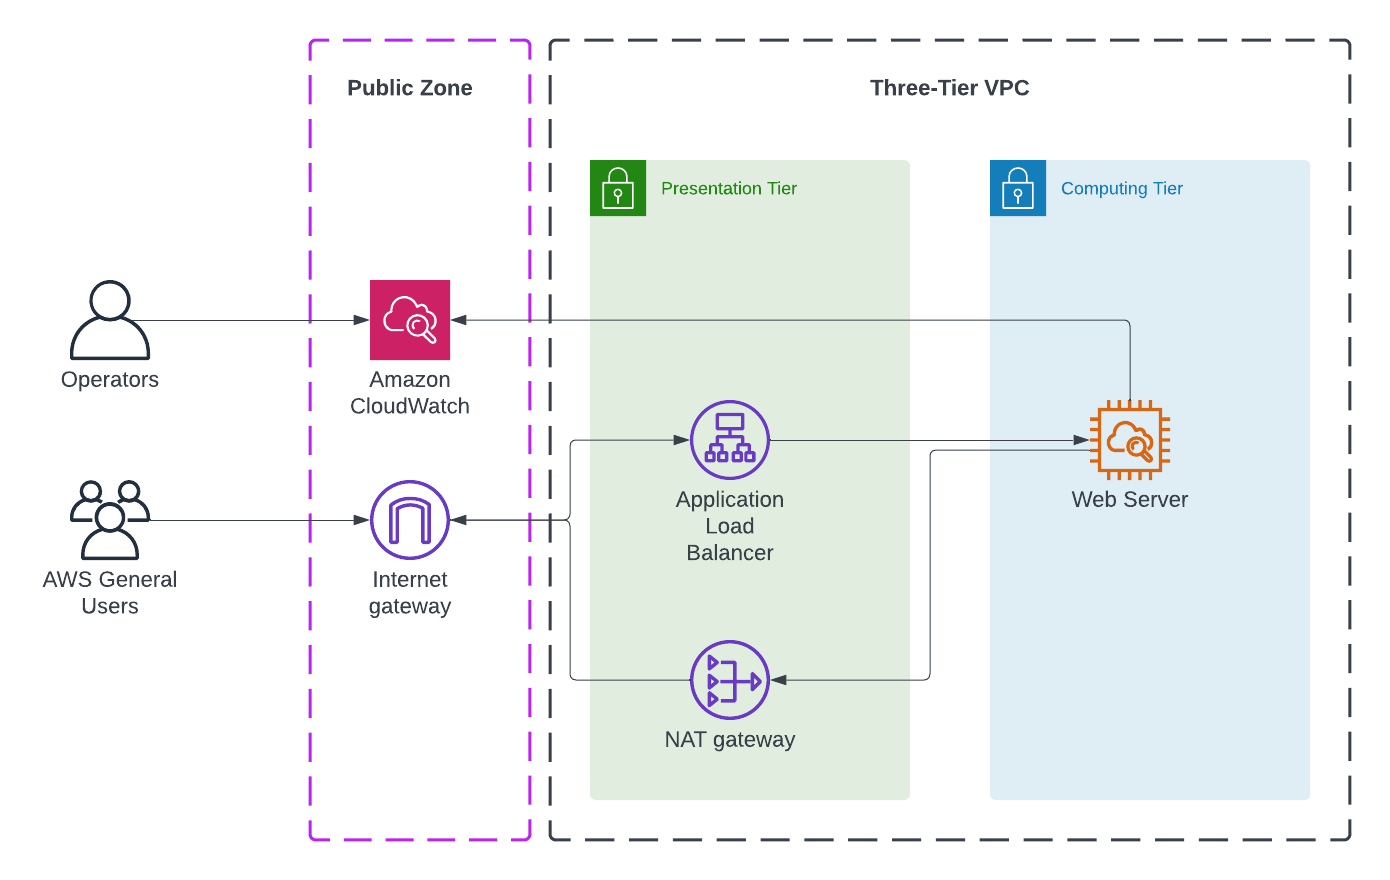 Public Zone
Three-Tier VPC
Presentation Tier
Computing Tier
Operators
Amazon
CloudWatch
Application
Load
Balancer
Web Server
AWS General
Users
Internet
gateway
NAT gateway